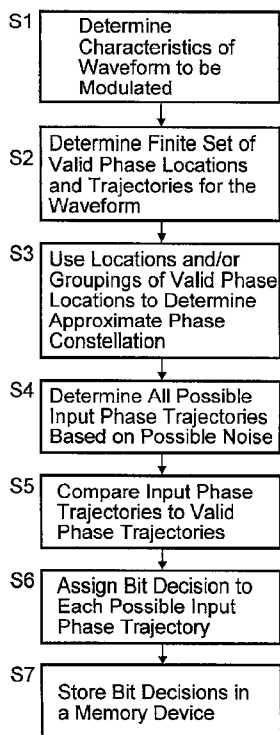 S1
Determine
Characteristics of
Waveform to be
Modulated
S2
Determine Finite Set of
Valid Phase Locations
and Trajectories for the
Waveform
S3
Use Locations and/or
Groupings of Valid Phase
Locations to Determine
Approximate Phase
Constellation
S4
Determine All Possible
Input Phase Trajectories
Based on Possible Noise
S5
Compare Input Phase
Trajectories to Valid
Phase Trajectories
S6
Assign Bit Decision to
Each Possible Input
Phase Trajectory
S7
Store Bit Decisions in
a Memory Device